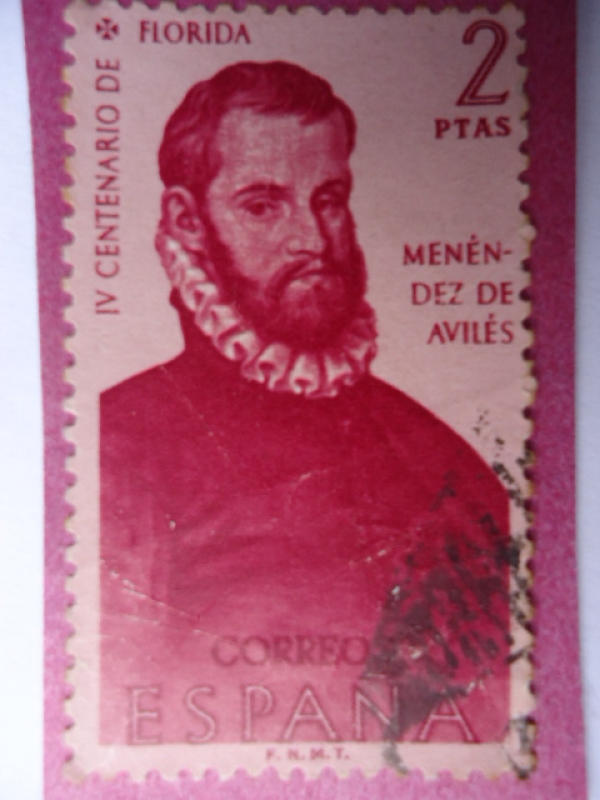 IV CENTENARIO DE
FLORIDA
2
PTAS
MENÉN-
DEZ DE
AVILÉS
CORREOS
ESPAÑA
F. N. M. T.